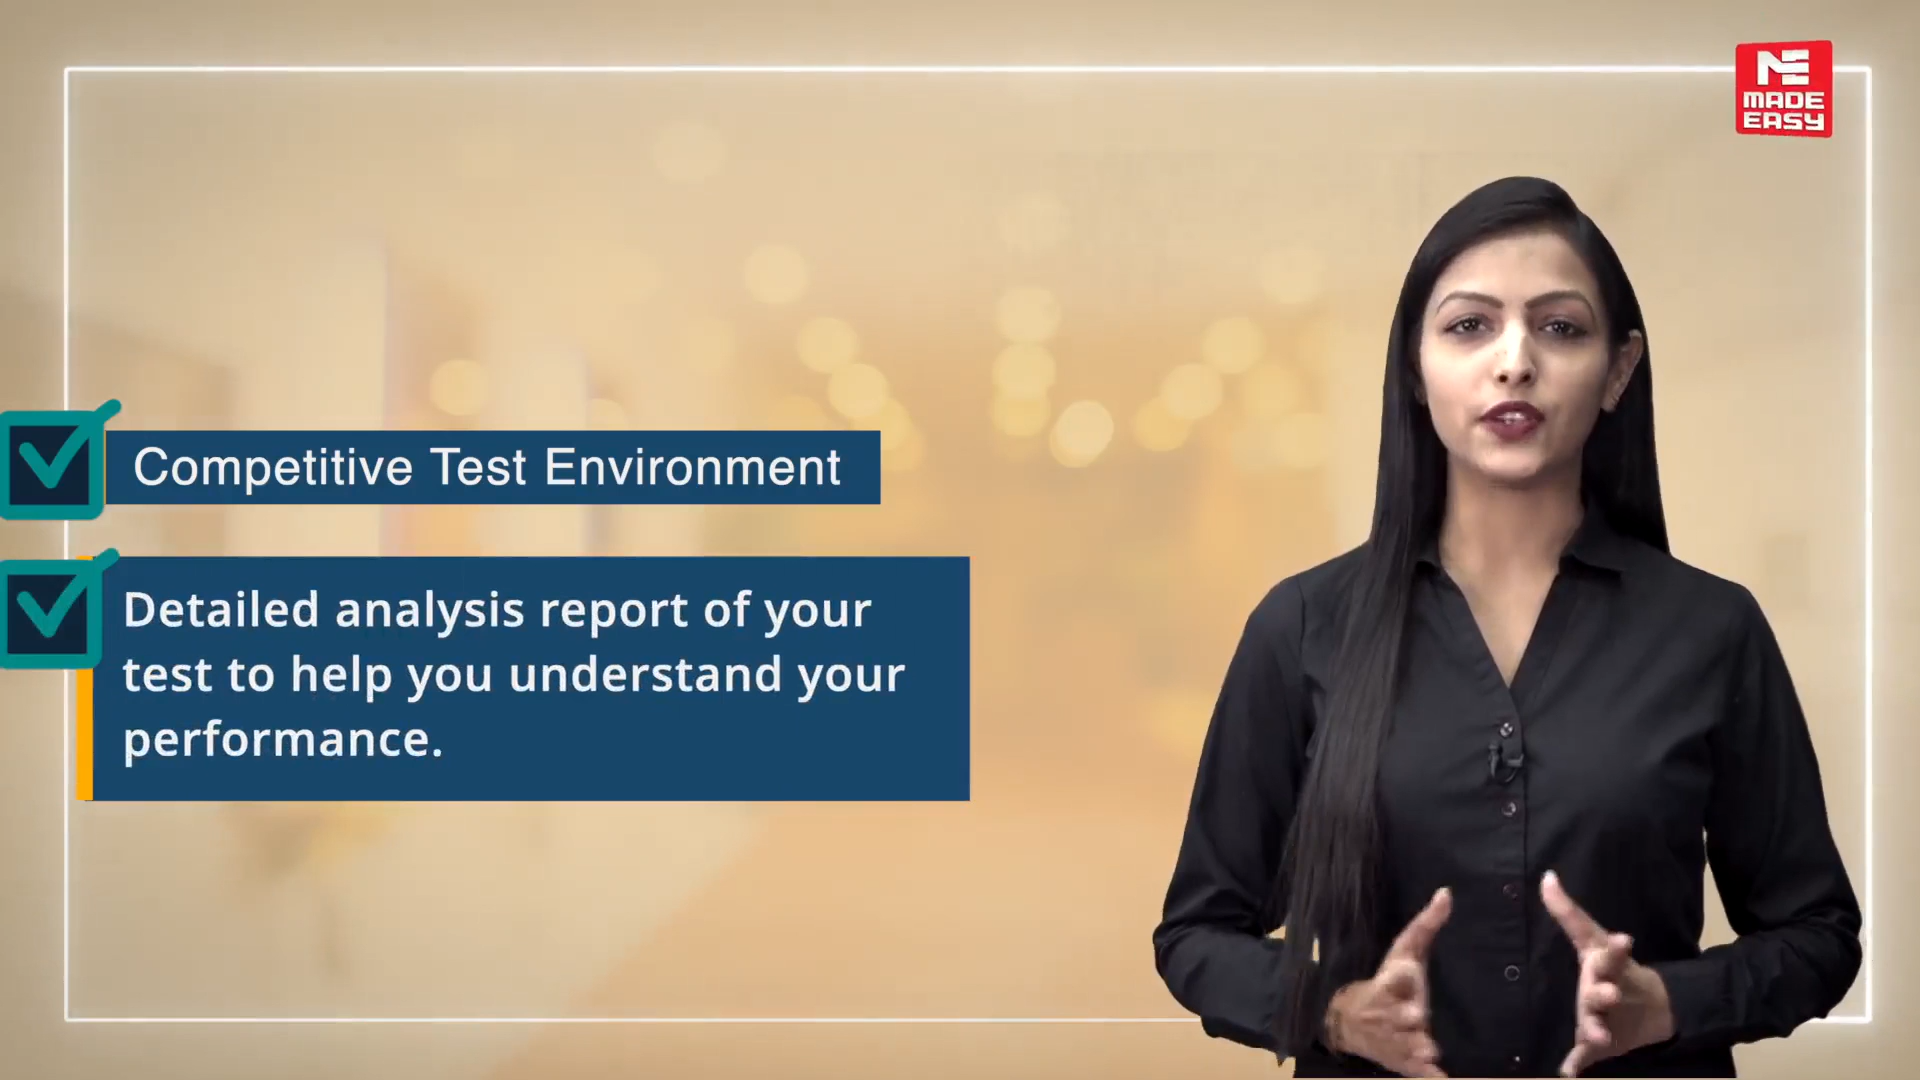 MADE
EASY
Competitive Test Environment
Detailed analysis report of your
test to help you understand your
performance.